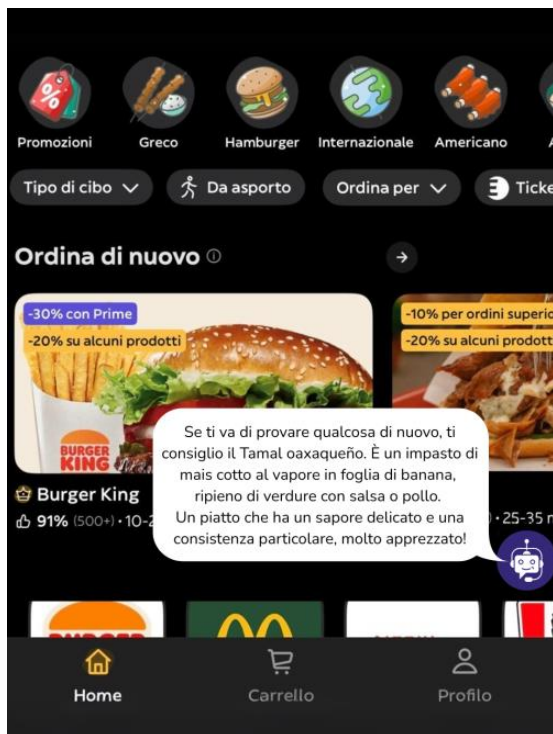 %
Promozioni
Greco
Hamburger
Internazionale
Americano
Tipo di cibo
Da asporto
Ordina per
Ticke
Ordina di nuovo
-30% con Prime
-20% su alcuni prodotti
-10% per ordini superio
-20% su alcuni prodott
BURGER
KING
Se ti va di provare qualcosa di nuovo, ti
consiglio il Tamal oaxaqueño. È un impasto di
mais cotto al vapore in foglia di banana,
ripieno di verdure con salsa o pollo.
Un piatto che ha un sapore delicato e una
consistenza particolare, molto apprezzato!
Burger King
91% (500+) • 10-2
• 25-35 m
Home
Carrello
Profilo